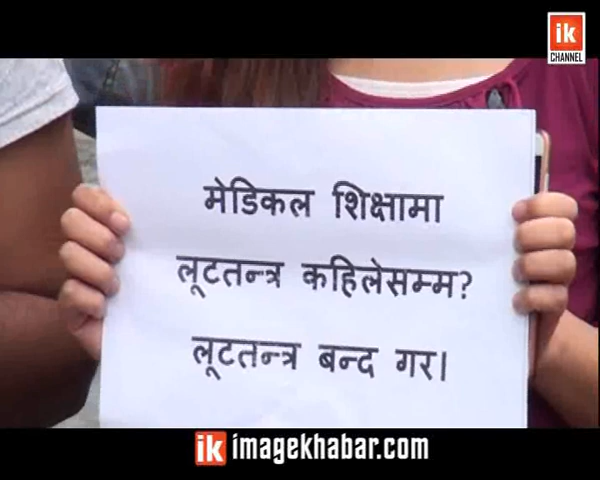 ik
CHANNEL
मेडिकल शिक्षामा
लूटतन्त्र कहिलेसम्म?
लूटतन्त्र बन्द गर।
ik imagekhabar.com